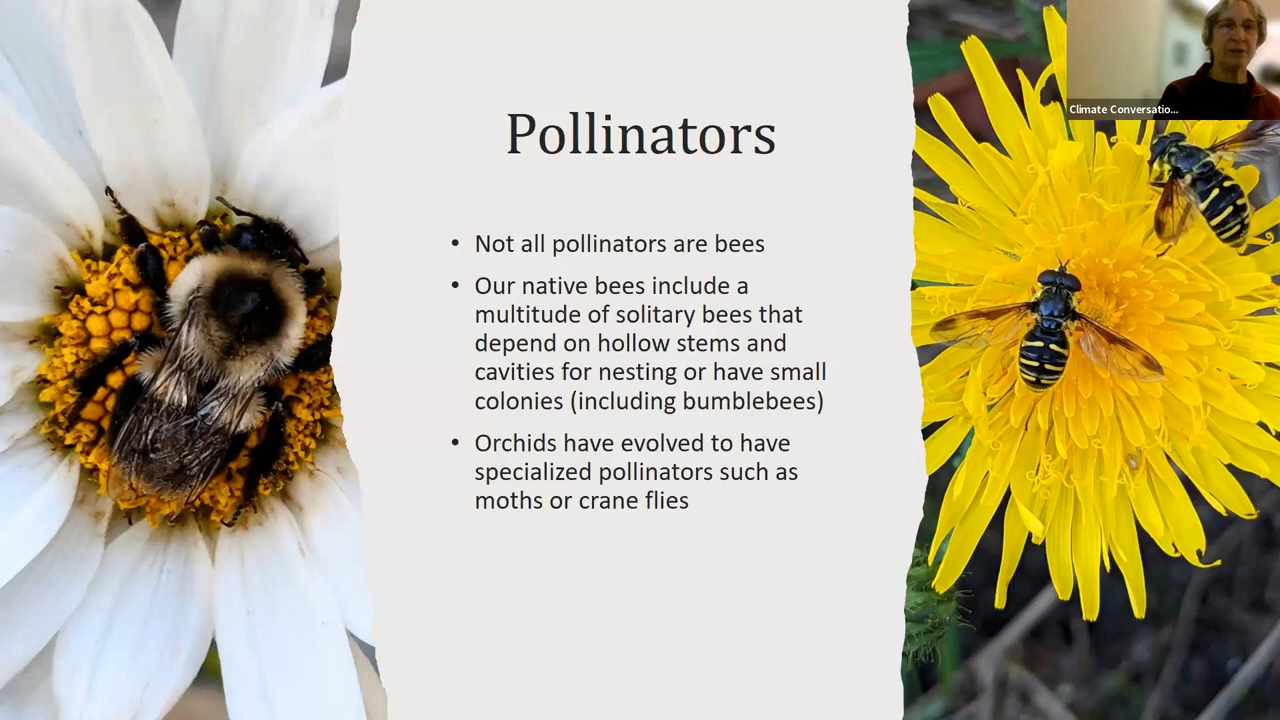 Climate Conversatio...
Pollinators
• Not all pollinators are bees
• Our native bees include a
multitude of solitary bees that
depend on hollow stems and
cavities for nesting or have small
colonies (including bumblebees)
• Orchids have evolved to have
specialized pollinators such as
moths or crane flies